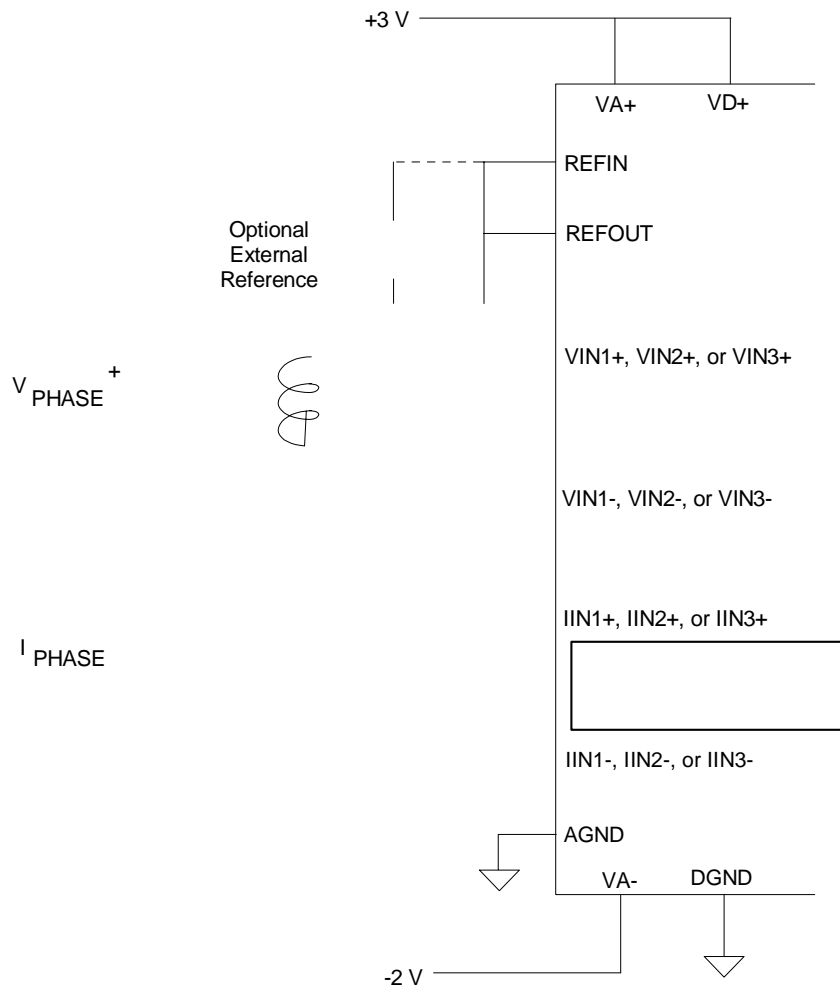 +3 V
VA+ VD+
REFIN
Optional
External
Reference
REFOUT
VIN1+, VIN2+, or VIN3+
V PHASE +
VIN1-, VIN2-, or VIN3-
IIN1+, IIN2+, or IIN3+
I PHASE
IIN1-, IIN2-, or IIN3-
AGND
VA- DGND
-2 V